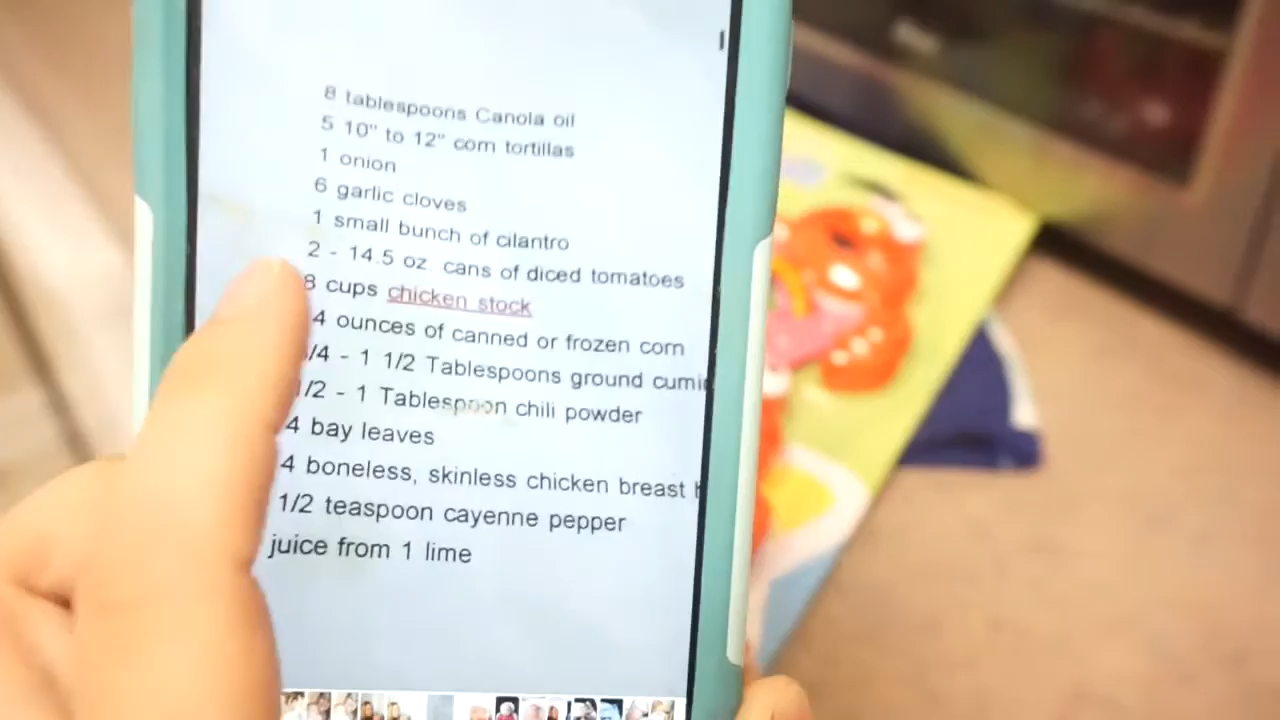 8 tablespoons Canola oil
5 10" to 12" corn tortillas
1 onion
6 garlic cloves
1 small bunch of cilantro
2 - 14.5 oz. cans of diced tomatoes
8 cups chicken stock
4 ounces of canned or frozen corn
/4 - 1 1/2 Tablespoons ground
1/2 - 1 Tablespoon chili powder
4 bay leaves
4 boneless, skinless chicken breast
1/2 teaspoon cayenne pepper
juice from 1 lime